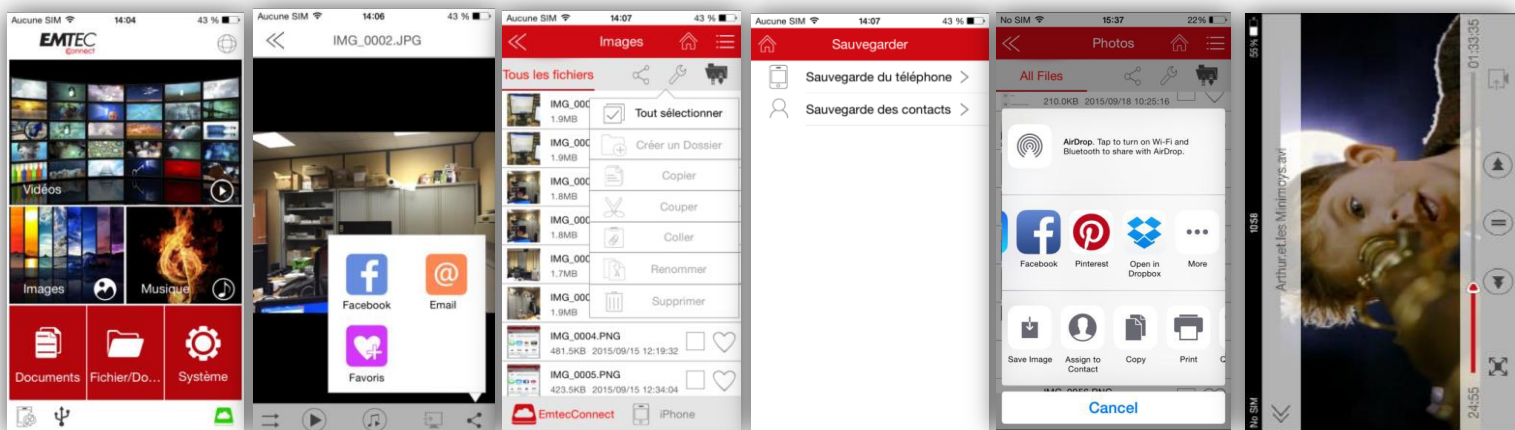 Aucune SIM 14:04 43 %
EMTEC
Connect
Vidéos
Images
Musique
Documents
Fichier/Do...
Système
Aucune SIM 14:06 43 %
IMG_0002.JPG
Facebook
Email
Favoris
Aucune SIM 14:07 43 %
Images
Tous les fichiers
IMG_000
1.9MB
Tout sélectionner
IMG_000
1.9MB
Créer un Dossier
IMG_000
1.8MB
Copier
Couper
IMG_000
1.8MB
Coller
IMG_000
1.7MB
Renommer
IMG_000
1.9MB
Supprimer
IMG_0004.PNG
481.5KB 2015/09/15 12:19:32
IMG_0005.PNG
423.5KB 2015/09/15 12:34:04
EmtecConnect
iPhone
Aucune SIM 14:07 43 %
Sauvegarder
Sauvegarde du téléphone
Sauvegarde des contacts
No SIM 15:37 22%
Photos
All Files
210.0KB 2015/09/18 10:25:16
AirDrop. Tap to turn on Wi-Fi and
Bluetooth to share with AirDrop.
Facebook
Pinterest
Open in
Dropbox
More
Save Image
Assign to
Contact
Copy
Print
IMG_0056.PNG
Cancel
No SIM 10:58 55%
Arthur.et.les Minimoys.avi
24:55
01:33:35